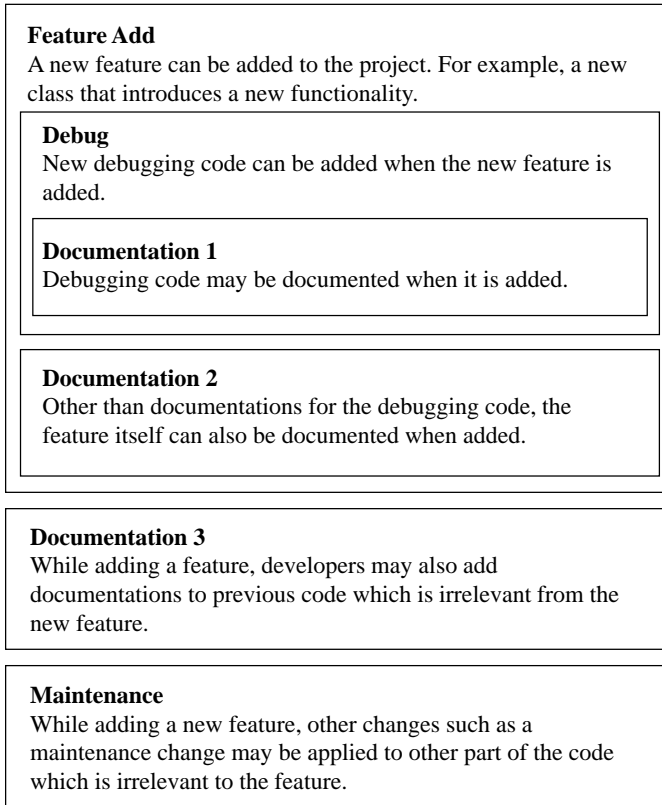 Feature Add
A new feature can be added to the project. For example, a new
class that introduces a new functionality.
Debug
New debugging code can be added when the new feature is
added.
Documentation 1
Debugging code may be documented when it is added.
Documentation 2
Other than documentations for the debugging code, the
feature itself can also be documented when added.
Documentation 3
While adding a feature, developers may also add
documentations to previous code which is irrelevant from the
new feature.
Maintenance
While adding a new feature, other changes such as a
maintenance change may be applied to other part of the code
which is irrelevant to the feature.